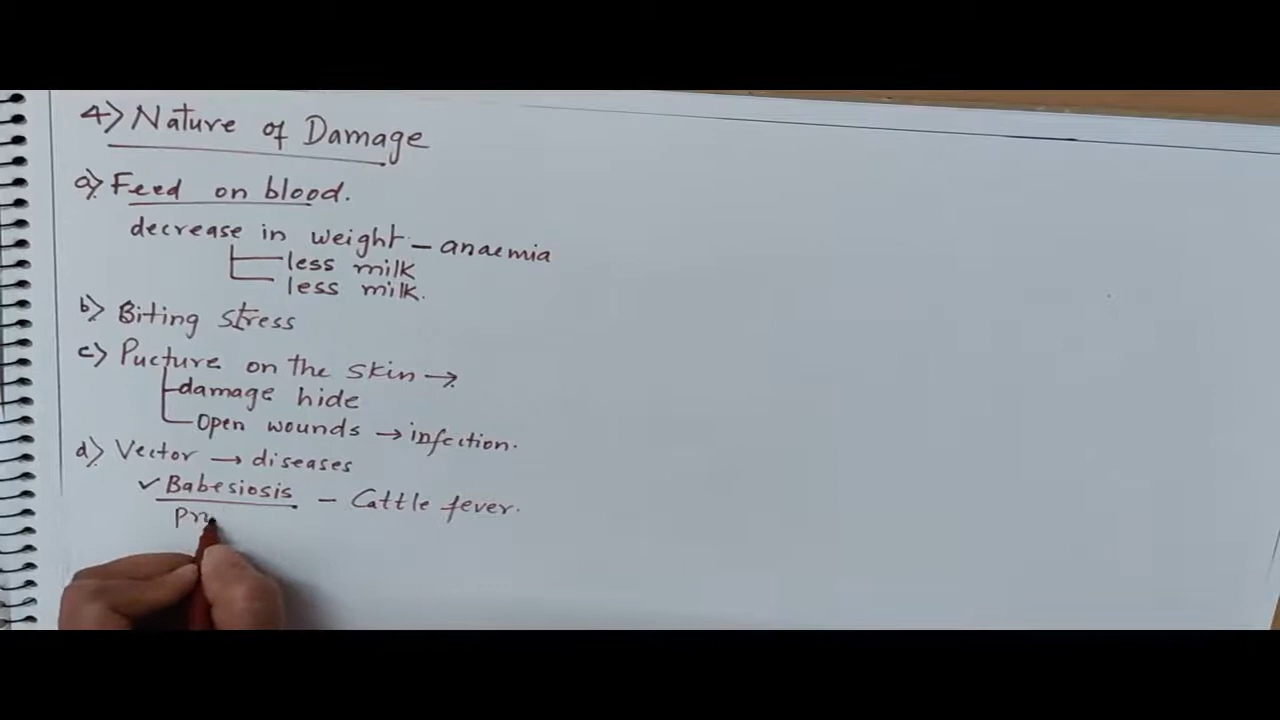 4) Nature of Damage
a) Feed on blood.
decrease in weight - anaemia
less milk
less milk.
b) Biting stress
c) Pucture on the skin →
damage hide
Open wounds → infection.
d) Vector → diseases
✓ Babesiosis - Cattle fever.